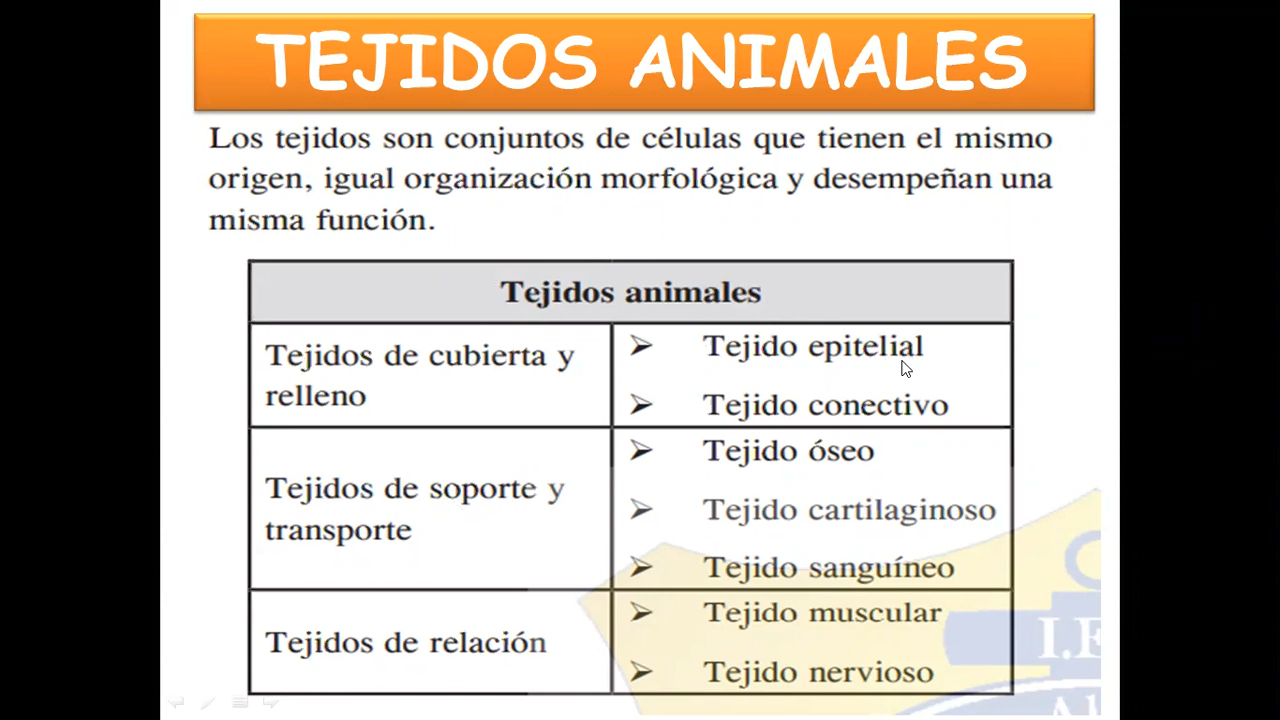 TEJIDOS ANIMALES
Los tejidos son conjuntos de células que tienen el mismo
origen, igual organización morfológica y desempeñan una
misma función.
Tejidos animales
Tejidos de cubierta y
relleno
Tejido epitelial
Tejido conectivo
Tejidos de soporte y
transporte
Tejido óseo
Tejido cartilaginoso
Tejido sanguíneo
Tejidos de relación
Tejido muscular
Tejido nervioso